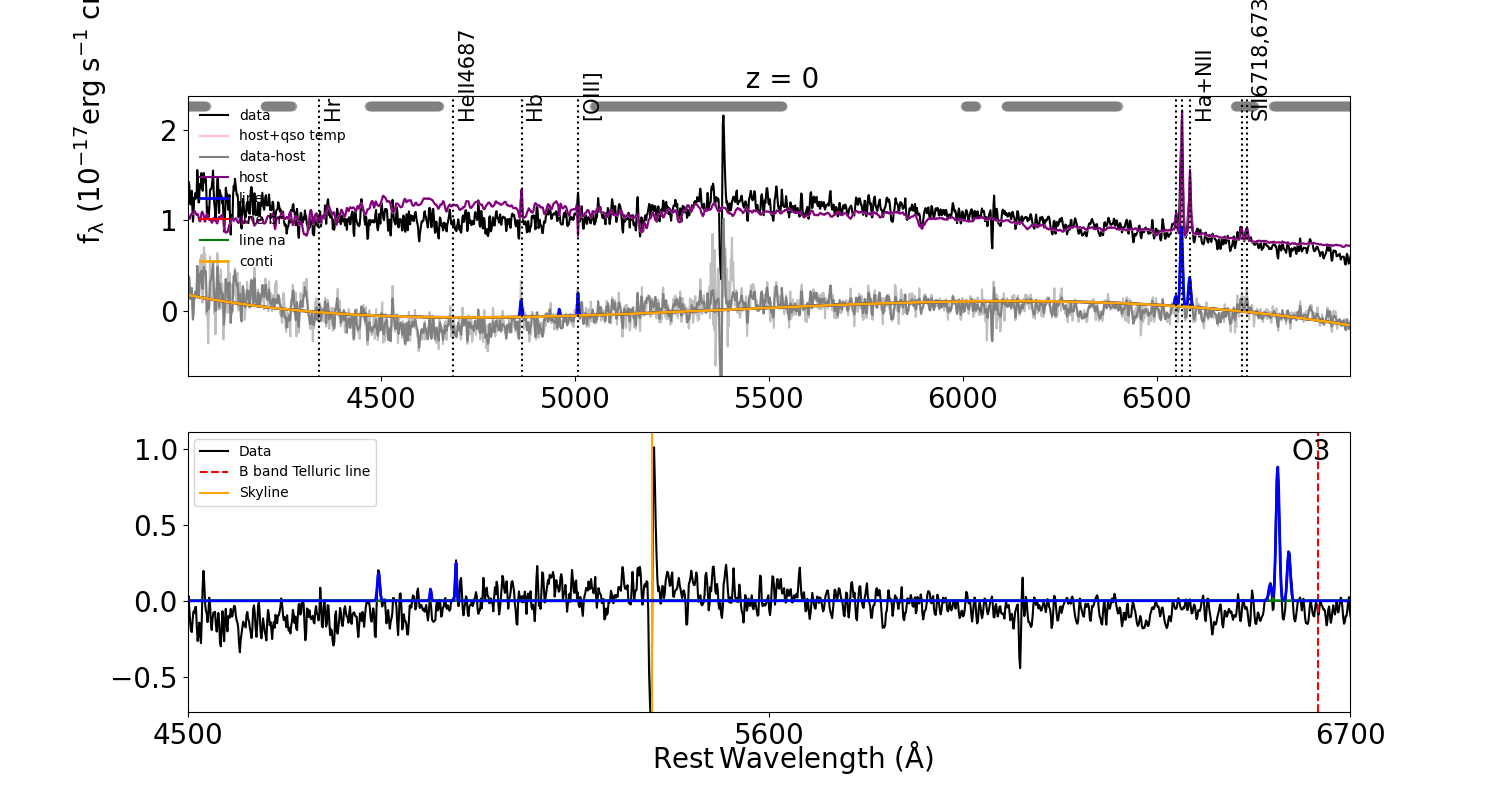 z = 0
Hr
HeII4687
Hb
[OIII]
Ha+NII
SII6718,673
fλ (10⁻¹⁷erg s⁻¹
data
host+qso temp
data-host
host
line na
conti
2
1
0
4500
5000
5500
6000
6500
Data
B band Telluric line
Skyline
O3
1.0
0.5
0.0
−0.5
4500
5600
6700
Rest Wavelength (Å)